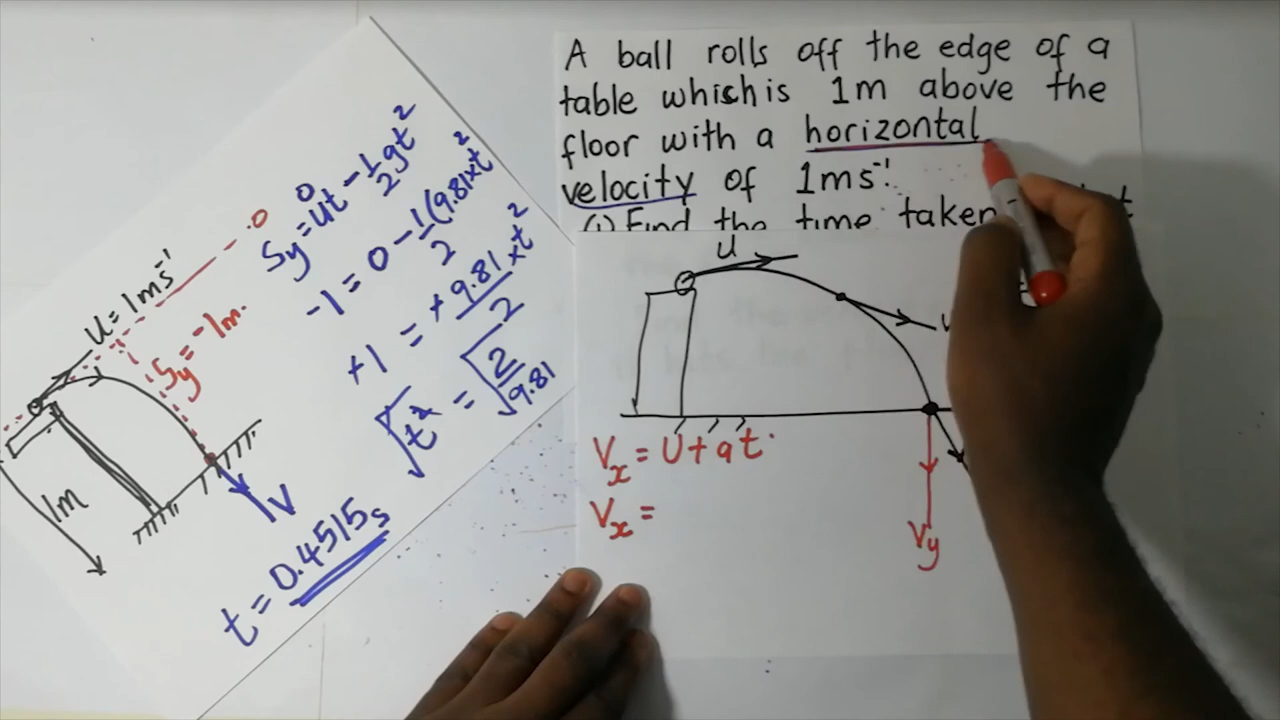 A ball rolls off the edge of a
table which is 1m above the
floor with a horizontal
velocity of 1ms⁻¹.
(i) Find the time taken
U = 1ms⁻¹
0
Sy = -1m.
1m
V
0
Sy = ut - 1/2 gt²
-1 = 0 - 1/2 (9.81 × t²
+1 = + 9.81 × t² / 2
√t² = √2/9.81
t = 0.4515s
U
Vx = U + at
Vx =
Vy